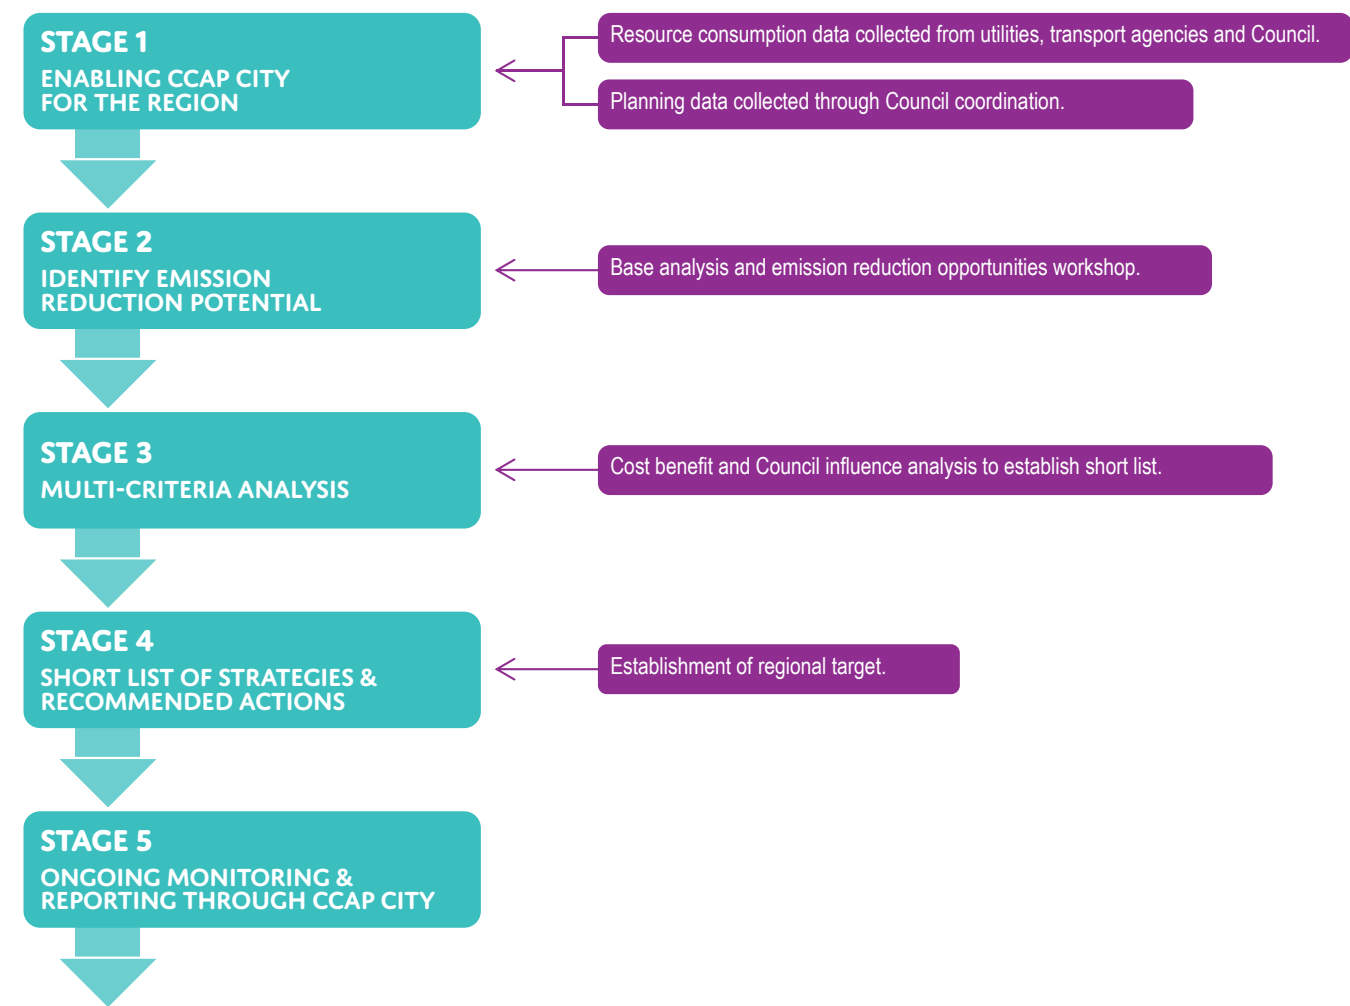 STAGE 1
ENABLING CCAP CITY
FOR THE REGION
Resource consumption data collected from utilities, transport agencies and Council.
Planning data collected through Council coordination.
STAGE 2
IDENTIFY EMISSION
REDUCTION POTENTIAL
Base analysis and emission reduction opportunities workshop.
STAGE 3
MULTI-CRITERIA ANALYSIS
Cost benefit and Council influence analysis to establish short list.
STAGE 4
SHORT LIST OF STRATEGIES &
RECOMMENDED ACTIONS
Establishment of regional target.
STAGE 5
ONGOING MONITORING &
REPORTING THROUGH CCAP CITY